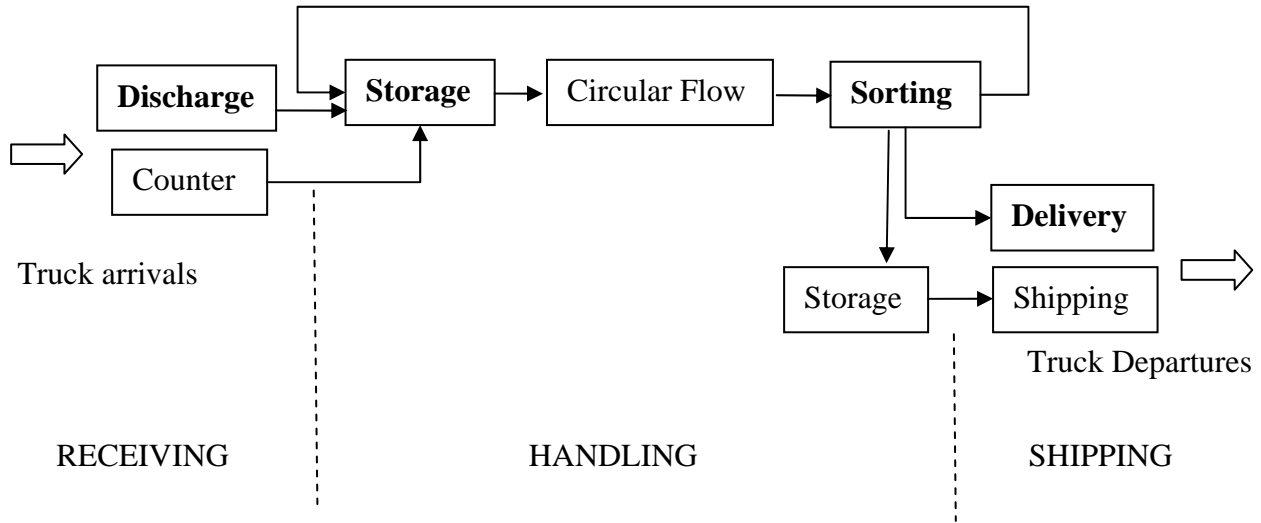 Discharge
Storage
Circular Flow
Sorting
Counter
Delivery
Truck arrivals
Storage
Shipping
Truck Departures
RECEIVING
HANDLING
SHIPPING